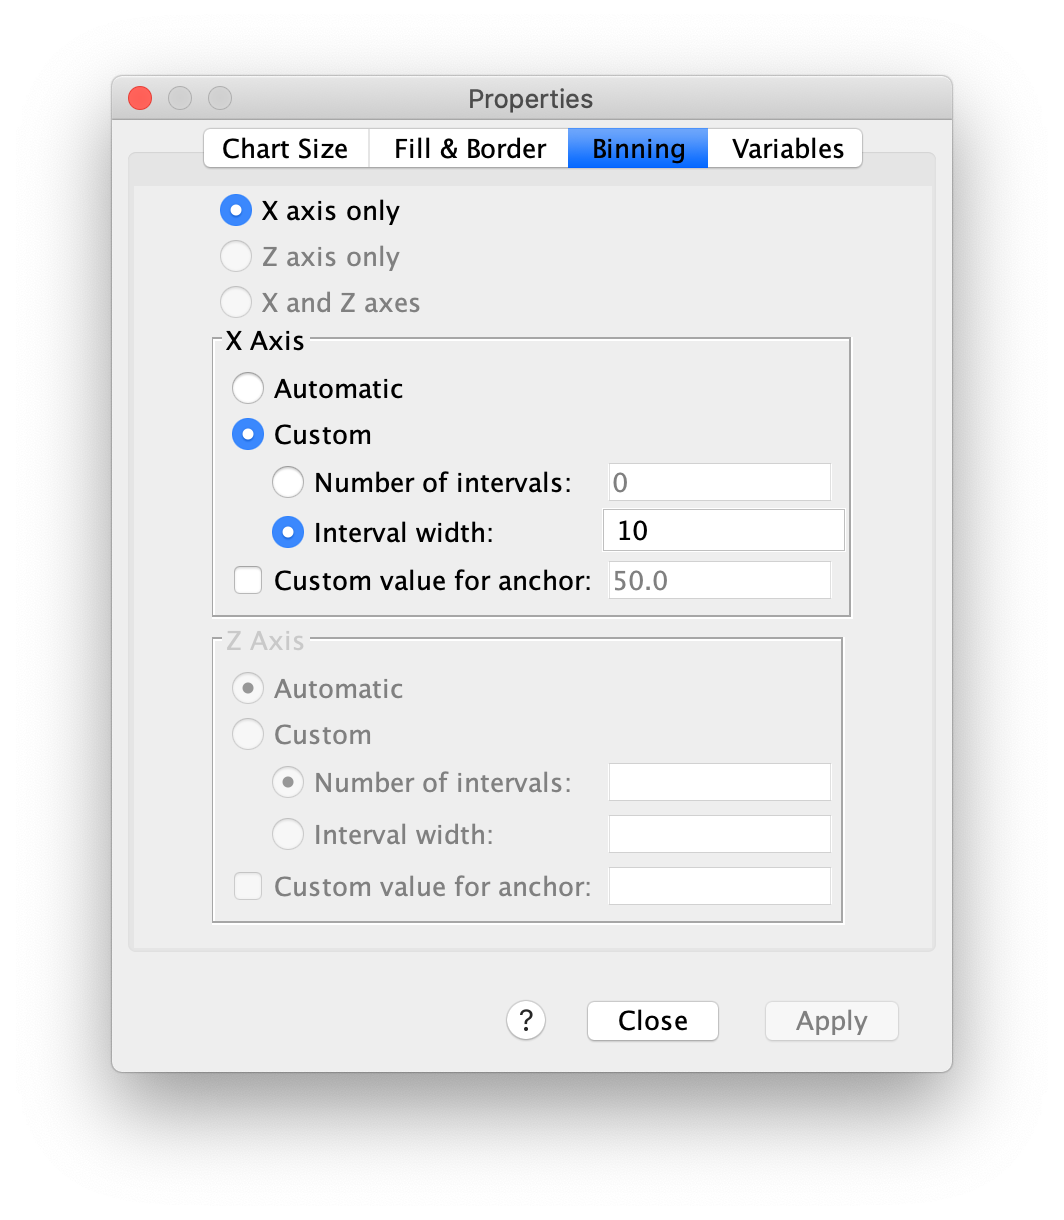 Properties
Chart Size Fill & Border Binning Variables
X axis only
Z axis only
X and Z axes
X Axis
Automatic
Custom
Number of intervals: 0
Interval width: 10
Custom value for anchor: 50.0
Z Axis
Automatic
Custom
Number of intervals:
Interval width:
Custom value for anchor:
? Close Apply